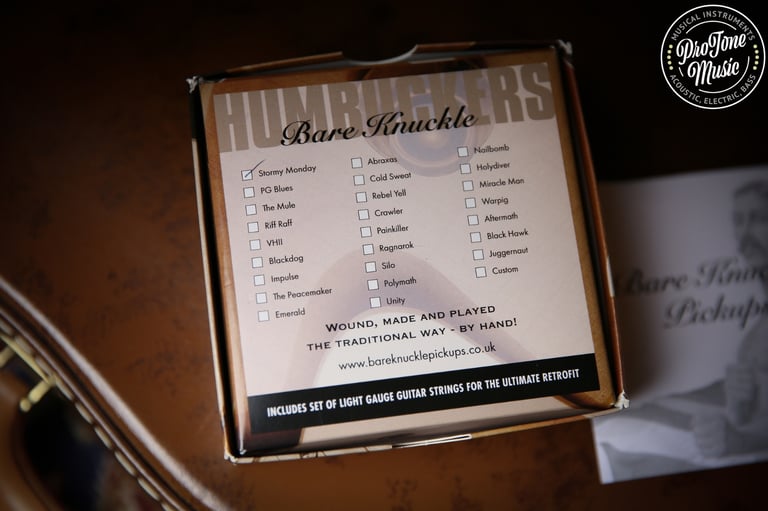 HUMBUCKERS
Bare Knuckle
Stormy Monday
PG Blues
The Mule
Riff Raff
VHII
Blackdog
Impulse
The Peacemaker
Emerald
Abraxas
Cold Sweat
Rebel Yell
Crawler
Painkiller
Ragnarok
Silo
Polymath
Unity
Nailbomb
Holydiver
Miracle Man
Warpig
Aftermath
Black Hawk
Juggernaut
Custom
WOUND, MADE AND PLAYED
THE TRADITIONAL WAY - BY HAND!
www.bareknucklepickups.co.uk
INCLUDES SET OF LIGHT GAUGE GUITAR STRINGS FOR THE ULTIMATE RETROFIT
Bare Knuc
Pickups
MUSICAL INSTRUMENTS
ProTone
Music
ACOUSTIC, ELECTRIC, BASS